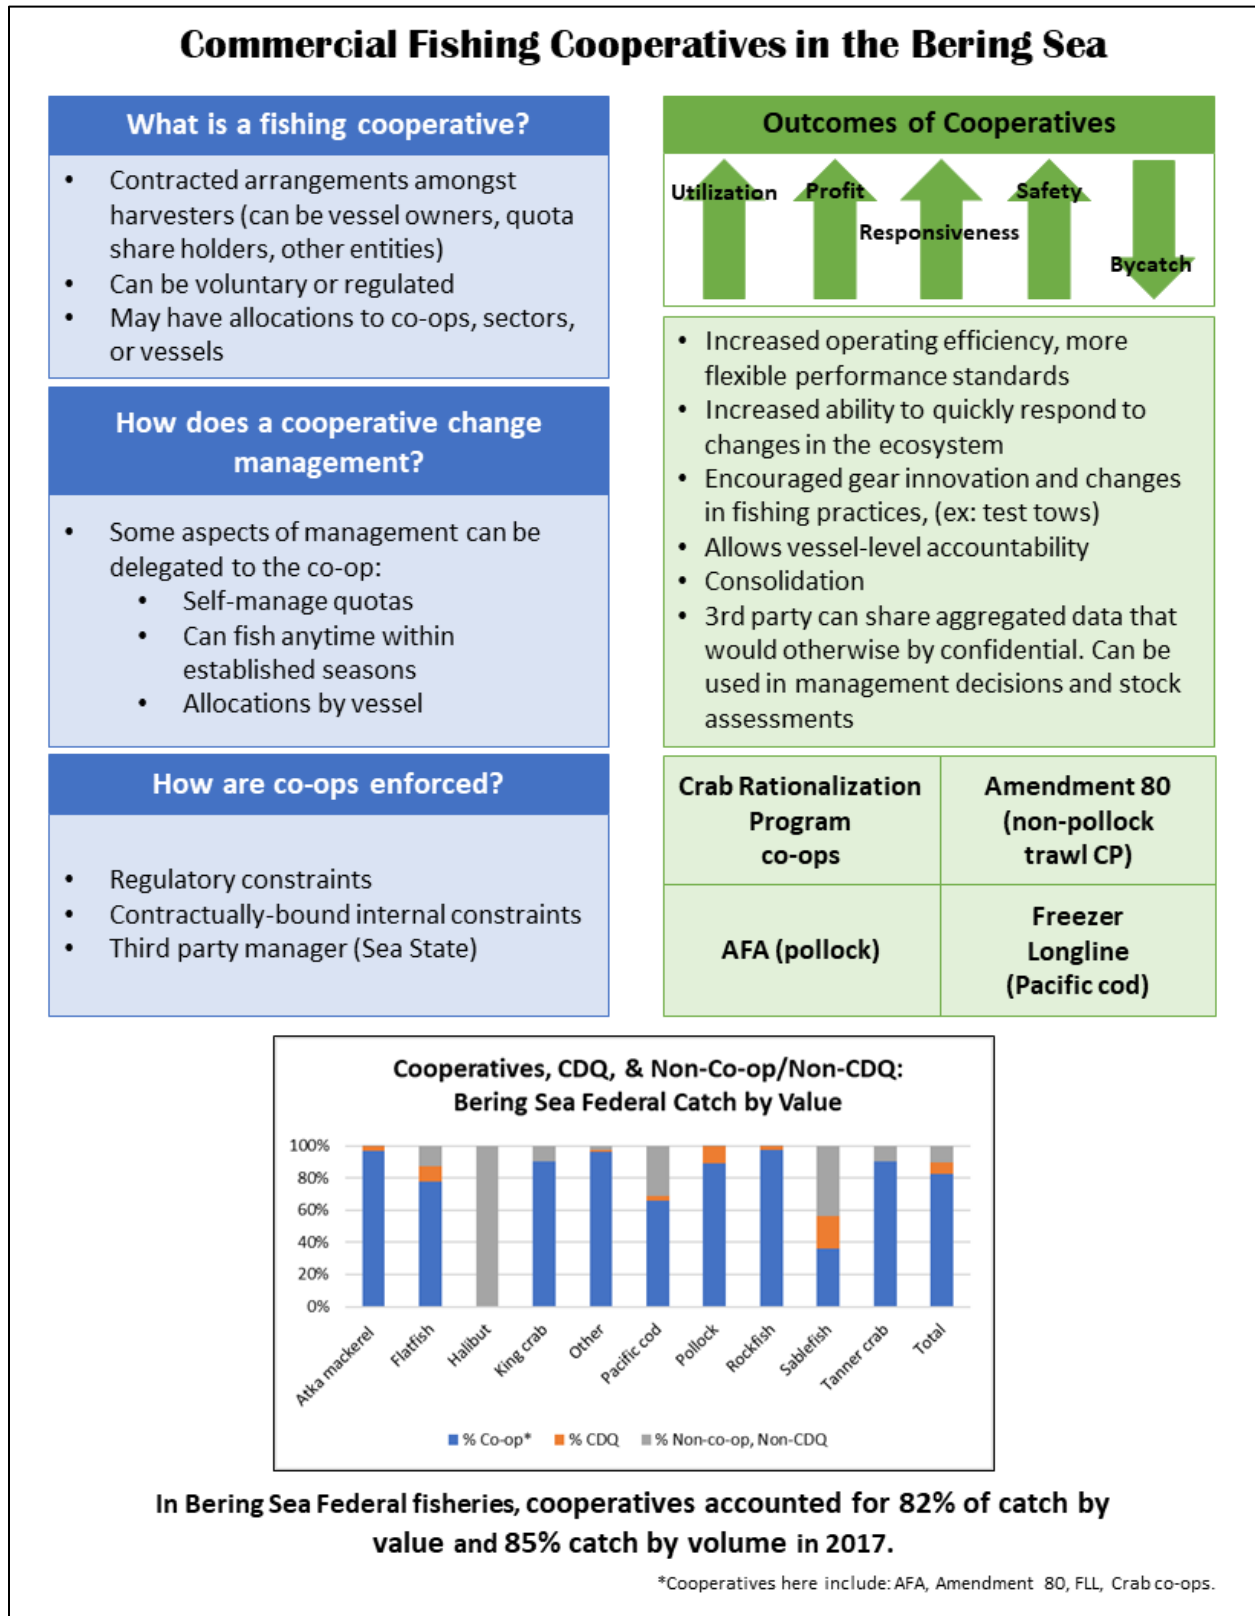 Commercial Fishing Cooperatives in the Bering Sea
What is a fishing cooperative?
• Contracted arrangements amongst
harvesters (can be vessel owners, quota
share holders, other entities)
• Can be voluntary or regulated
• May have allocations to co-ops, sectors,
or vessels
How does a cooperative change
management?
• Some aspects of management can be
delegated to the co-op:
• Self-manage quotas
• Can fish anytime within
established seasons
• Allocations by vessel
How are co-ops enforced?
• Regulatory constraints
• Contractually-bound internal constraints
• Third party manager (Sea State)
Outcomes of Cooperatives
Utilization
Profit
Responsiveness
Safety
Bycatch
• Increased operating efficiency, more
flexible performance standards
• Increased ability to quickly respond to
changes in the ecosystem
• Encouraged gear innovation and changes
in fishing practices, (ex: test tows)
• Allows vessel-level accountability
• Consolidation
• 3rd party can share aggregated data that
would otherwise by confidential. Can be
used in management decisions and stock
assessments
Crab Rationalization
Program
co-ops
Amendment 80
(non-pollock
trawl CP)
AFA (pollock)
Freezer
Longline
(Pacific cod)
Cooperatives, CDQ, & Non-Co-op/Non-CDQ:
Bering Sea Federal Catch by Value
100%
80%
60%
40%
20%
0%
Atka mackerel
Flatfish
Halibut
King crab
Other
Pacific cod
Pollock
Rockfish
Sablefish
Tanner crab
Total
% Co-op* % CDQ % Non-co-op, Non-CDQ
In Bering Sea Federal fisheries, cooperatives accounted for 82% of catch by
value and 85% catch by volume in 2017.
*Cooperatives here include: AFA, Amendment 80, FLL, Crab co-ops.